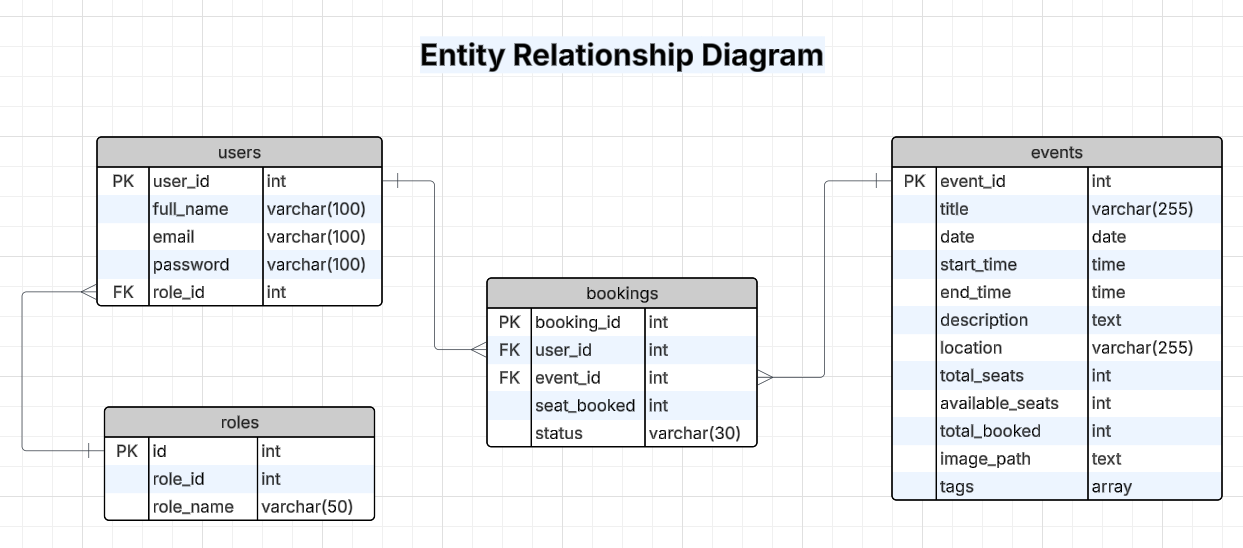 Entity Relationship Diagram
users
PK user_id int
full_name varchar(100)
email varchar(100)
password varchar(100)
FK role_id int
roles
PK id int
role_id int
role_name varchar(50)
bookings
PK booking_id int
FK user_id int
FK event_id int
seat_booked int
status varchar(30)
events
PK event_id int
title varchar(255)
date date
start_time time
end_time time
description text
location varchar(255)
total_seats int
available_seats int
total_booked int
image_path text
tags array